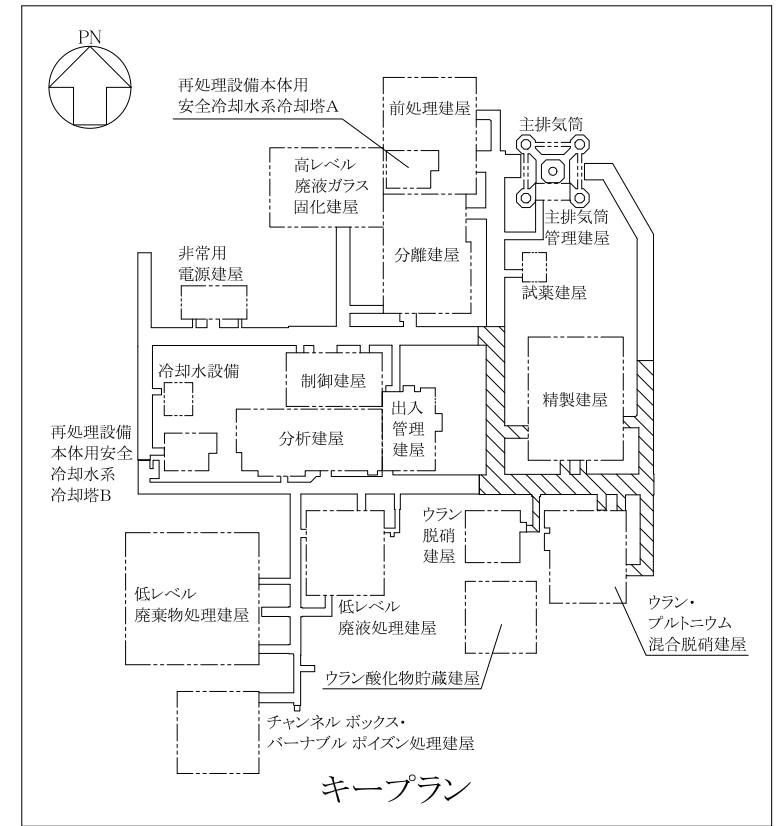 PN
再処理設備本体用
安全冷却水系冷却塔A
前処理建屋
主排気筒
高レベル
廃液ガラス
固化建屋
主排気筒
管理建屋
分離建屋
非常用
電源建屋
試薬建屋
冷却水設備
制御建屋
出入
管理
建屋
精製建屋
分析建屋
再処理設備
本体用安全
冷却水系
冷却塔B
ウラン
脱硝
建屋
低レベル
廃棄物処理建屋
低レベル
廃液処理建屋
ウラン・
プルトニウム
混合脱硝建屋
ウラン酸化物貯蔵建屋
チャンネル ボックス・
バーナブル ポイズン処理建屋
キープラン